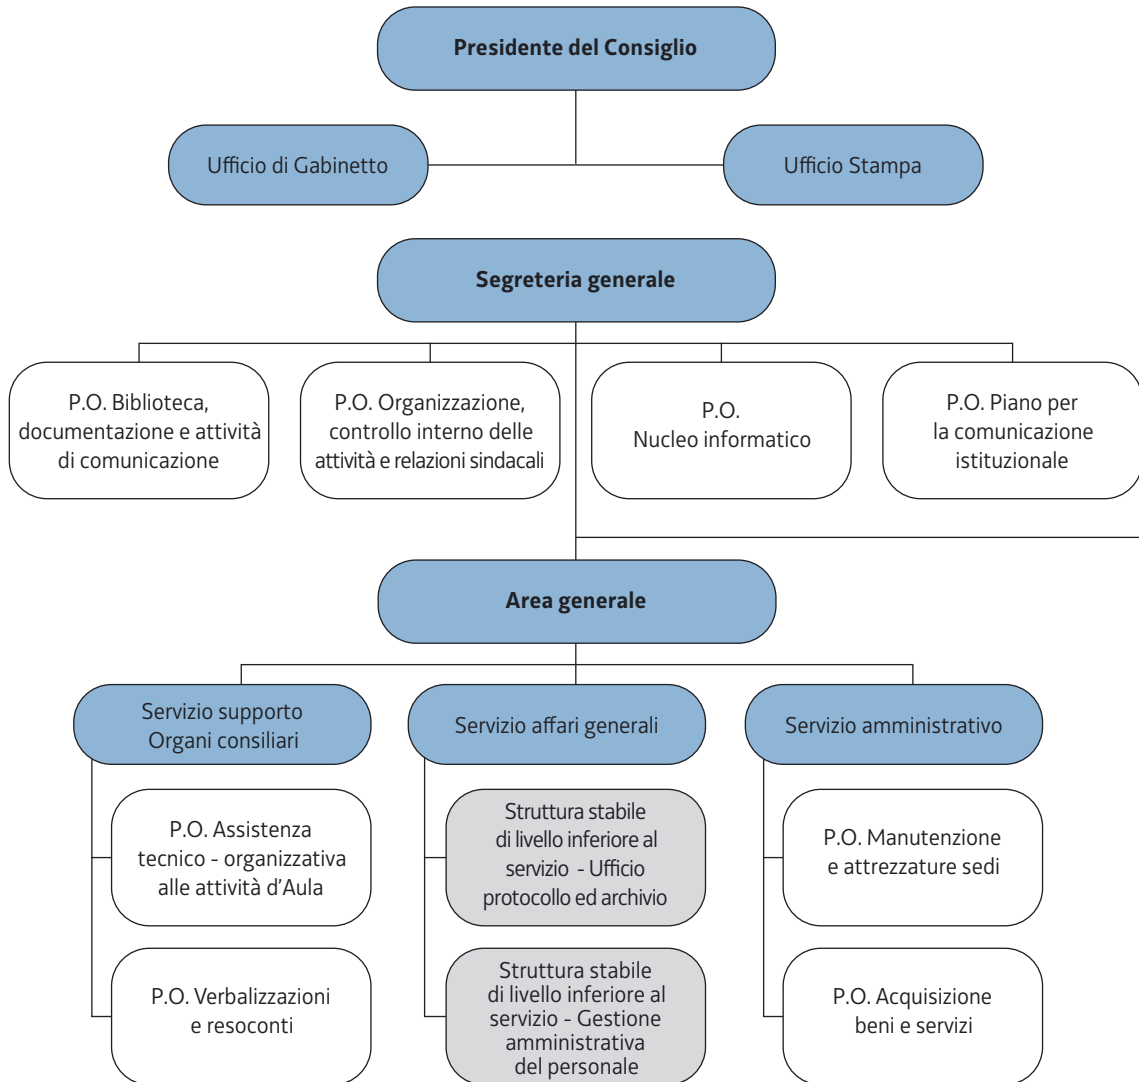 Presidente del Consiglio
Ufficio di Gabinetto
Ufficio Stampa
Segreteria generale
P.O. Biblioteca,
documentazione e attività
di comunicazione
P.O. Organizzazione,
controllo interno delle
attività e relazioni sindacali
P.O.
Nucleo informatico
P.O. Piano per
la comunicazione
istituzionale
Area generale
Servizio supporto
Organi consiliari
Servizio affari generali
Servizio amministrativo
P.O. Assistenza
tecnico - organizzativa
alle attività d'Aula
Struttura stabile
di livello inferiore al
servizio - Ufficio
protocollo ed archivio
P.O. Manutenzione
e attrezzature sedi
P.O. Verbalizzazioni
e resoconti
Struttura stabile
di livello inferiore al
servizio - Gestione
amministrativa
del personale
P.O. Acquisizione
beni e servizi